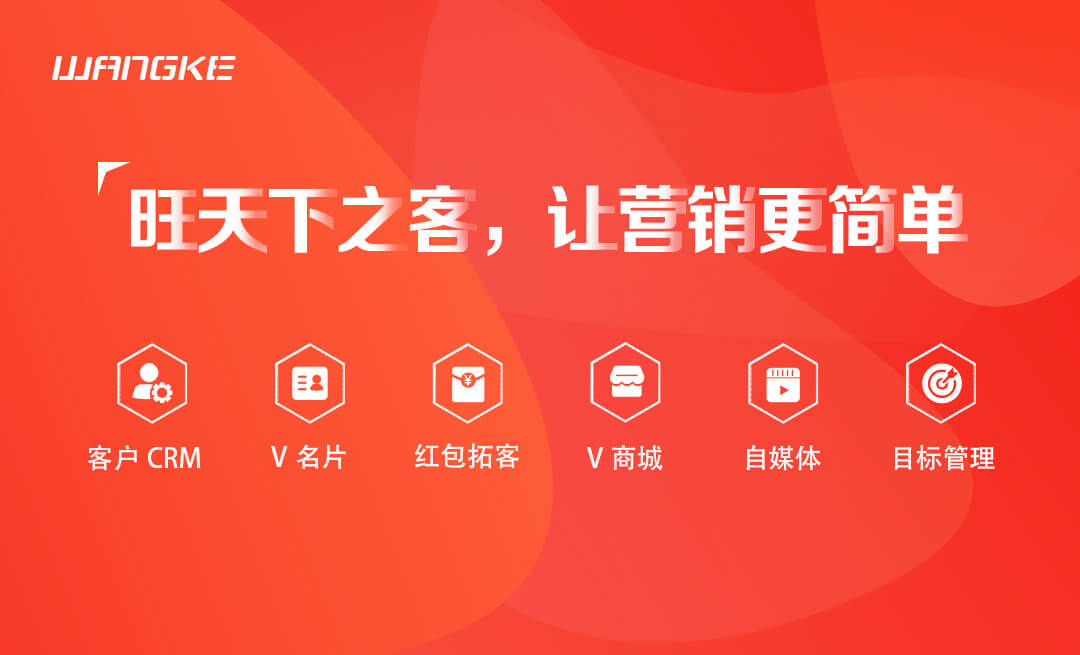 WANGKE
旺天下之客，让营销更简单
客户 CRM
V 名片
红包拓客
V 商城
自媒体
目标管理